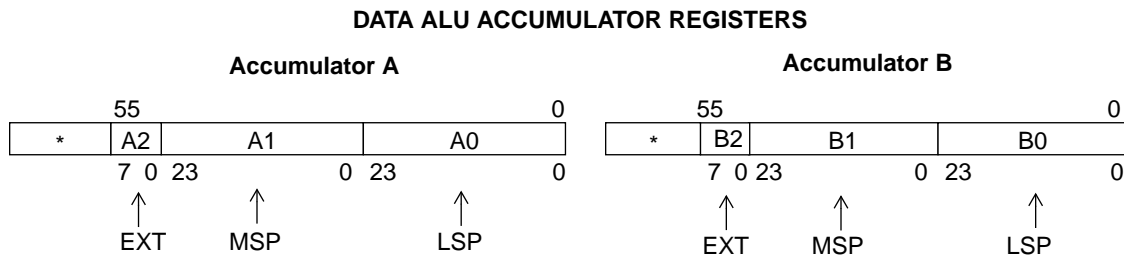 DATA ALU ACCUMULATOR REGISTERS
Accumulator A
Accumulator B
55 0 55 0
* A2 A1 A0 * B2 B1 B0
7 0 23 0 23 0 7 0 23 0 23 0
EXT MSP LSP EXT MSP LSP